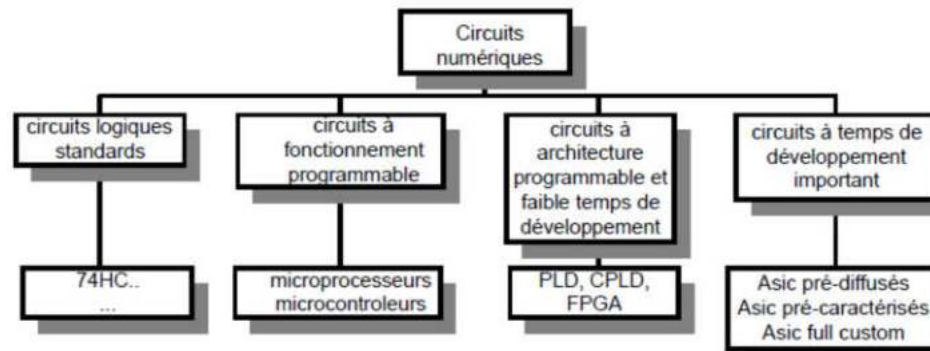 Circuits
numériques
circuits logiques
standards
circuits à
fonctionnement
programmable
circuits à
architecture
programmable et
faible temps de
développement
circuits à temps de
développement
important
74HC..
...
microprocesseurs
microcontroleurs
PLD, CPLD,
FPGA
Asic pré-diffusés
Asic pré-caractérisés
Asic full custom